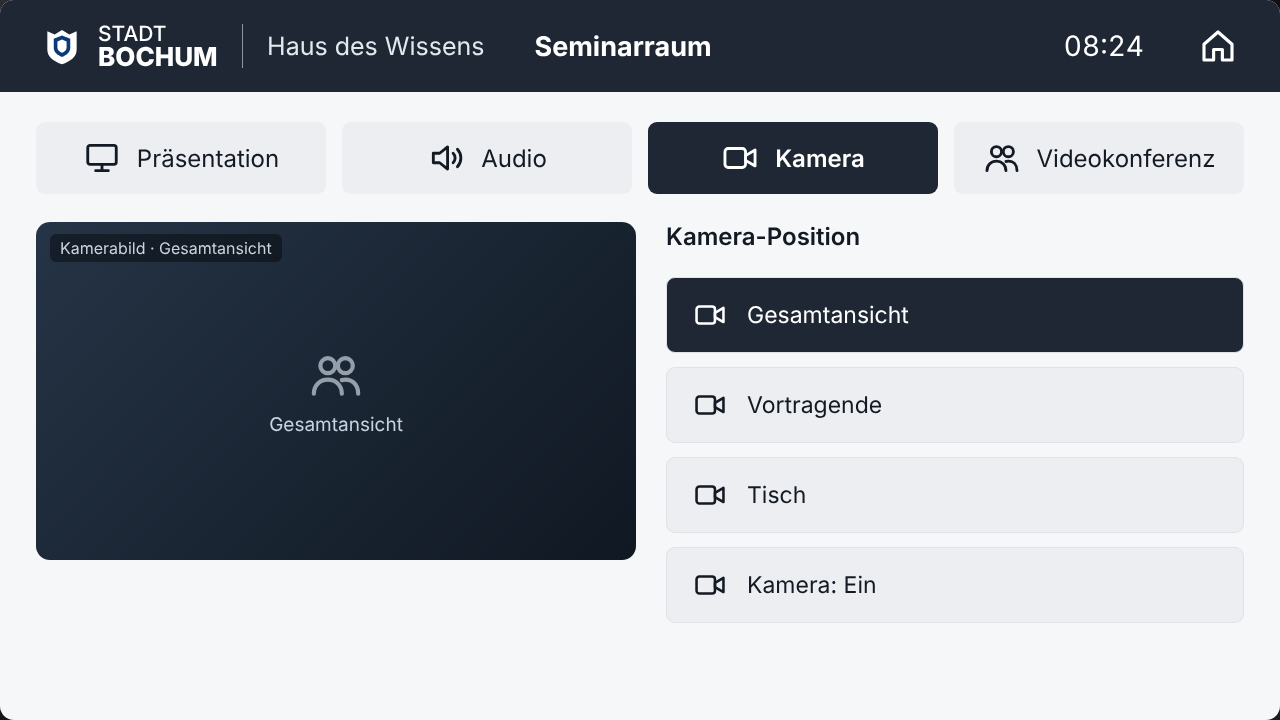 STADT
BOCHUM
Haus des Wissens
Seminarraum
08:24
Präsentation
Audio
Kamera
Videokonferenz
Kamerabild · Gesamtansicht
Gesamtansicht
Kamera-Position
Gesamtansicht
Vortragende
Tisch
Kamera: Ein